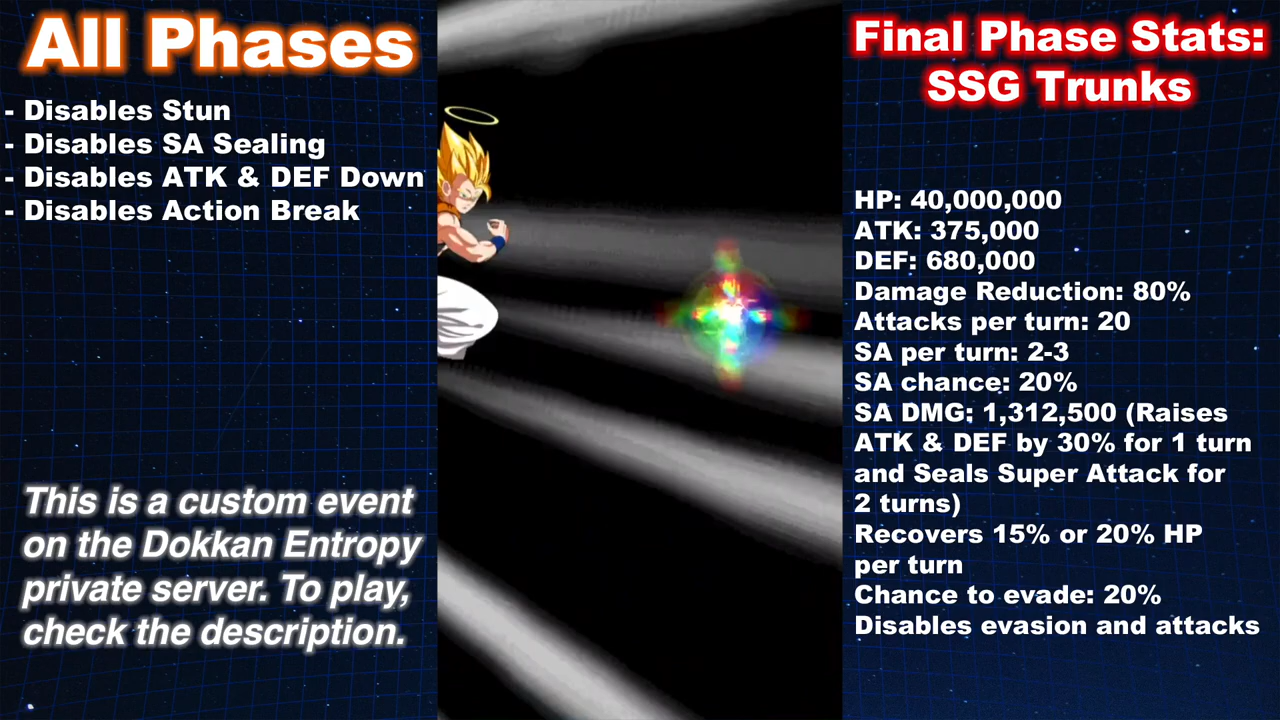 All Phases
- Disables Stun
- Disables SA Sealing
- Disables ATK & DEF Down
- Disables Action Break
This is a custom event
on the Dokkan Entropy
private server. To play,
check the description.
Final Phase Stats:
SSG Trunks
HP: 40,000,000
ATK: 375,000
DEF: 680,000
Damage Reduction: 80%
Attacks per turn: 20
SA per turn: 2-3
SA chance: 20%
SA DMG: 1,312,500 (Raises
ATK & DEF by 30% for 1 turn
and Seals Super Attack for
2 turns)
Recovers 15% or 20% HP
per turn
Chance to evade: 20%
Disables evasion and attacks